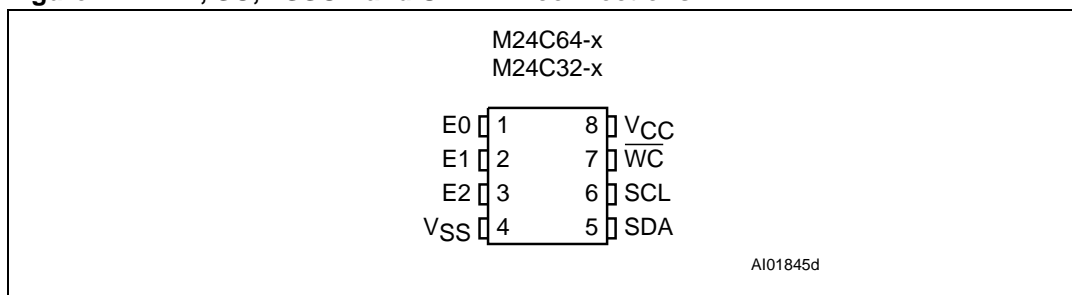 M24C64-x
M24C32-x
E0 1 8 VCC
E1 2 7 WC
E2 3 6 SCL
VSS 4 5 SDA
AI01845d